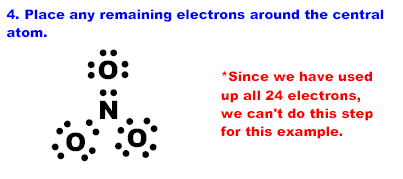 4. Place any remaining electrons around the central
atom.
O
*Since we have used
up all 24 electrons,
we can't do this step
for this example.
N
O O